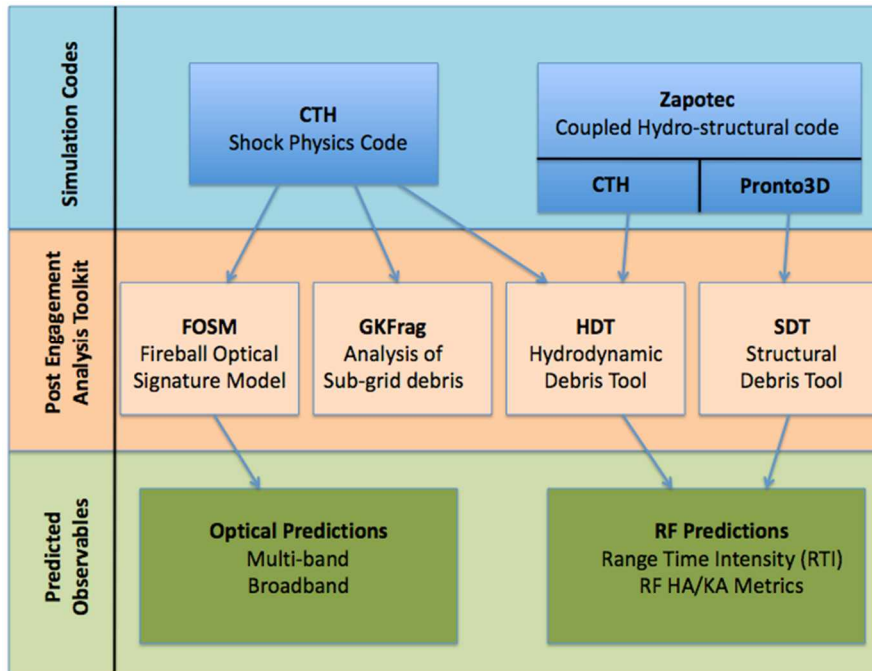 Simulation Codes
CTH
Shock Physics Code
Zapotec
Coupled Hydro-structural code
CTH
Pronto3D
Post Engagement
Analysis Toolkit
FOSM
Fireball Optical
Signature Model
GKFrag
Analysis of
Sub-grid debris
HDT
Hydrodynamic
Debris Tool
SDT
Structural
Debris Tool
Predicted
Observables
Optical Predictions
Multi-band
Broadband
RF Predictions
Range Time Intensity (RTI)
RF HA/KA Metrics